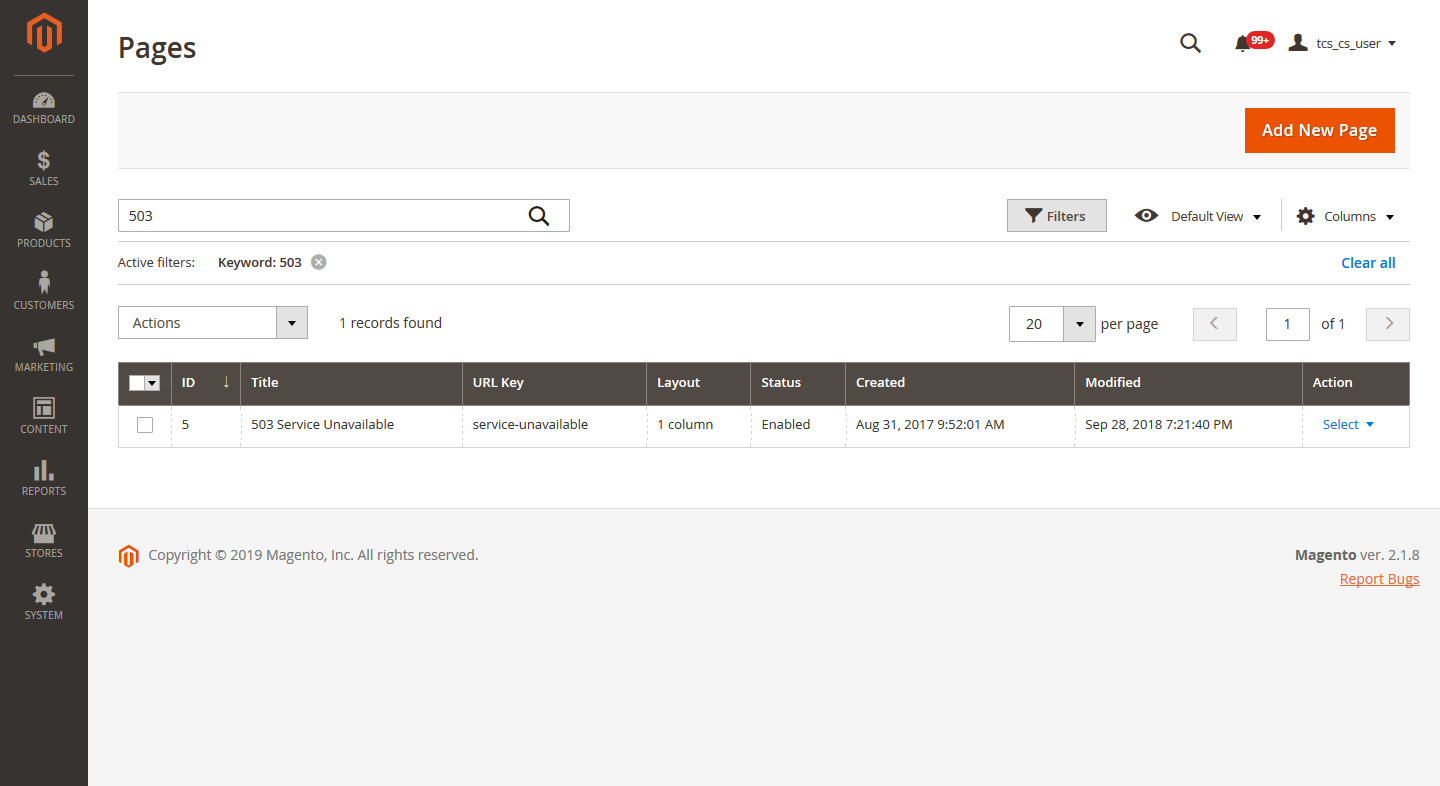 Pages
99+
tcs_cs_user
DASHBOARD
SALES
PRODUCTS
CUSTOMERS
MARKETING
CONTENT
REPORTS
STORES
SYSTEM
Add New Page
503
Filters
Default View
Columns
Active filters: Keyword: 503
Clear all
Actions
1 records found
20 per page
1 of 1
ID ↓ Title URL Key Layout Status Created Modified Action
5 503 Service Unavailable service-unavailable 1 column Enabled Aug 31, 2017 9:52:01 AM Sep 28, 2018 7:21:40 PM Select
Copyright © 2019 Magento, Inc. All rights reserved.
Magento ver. 2.1.8
Report Bugs